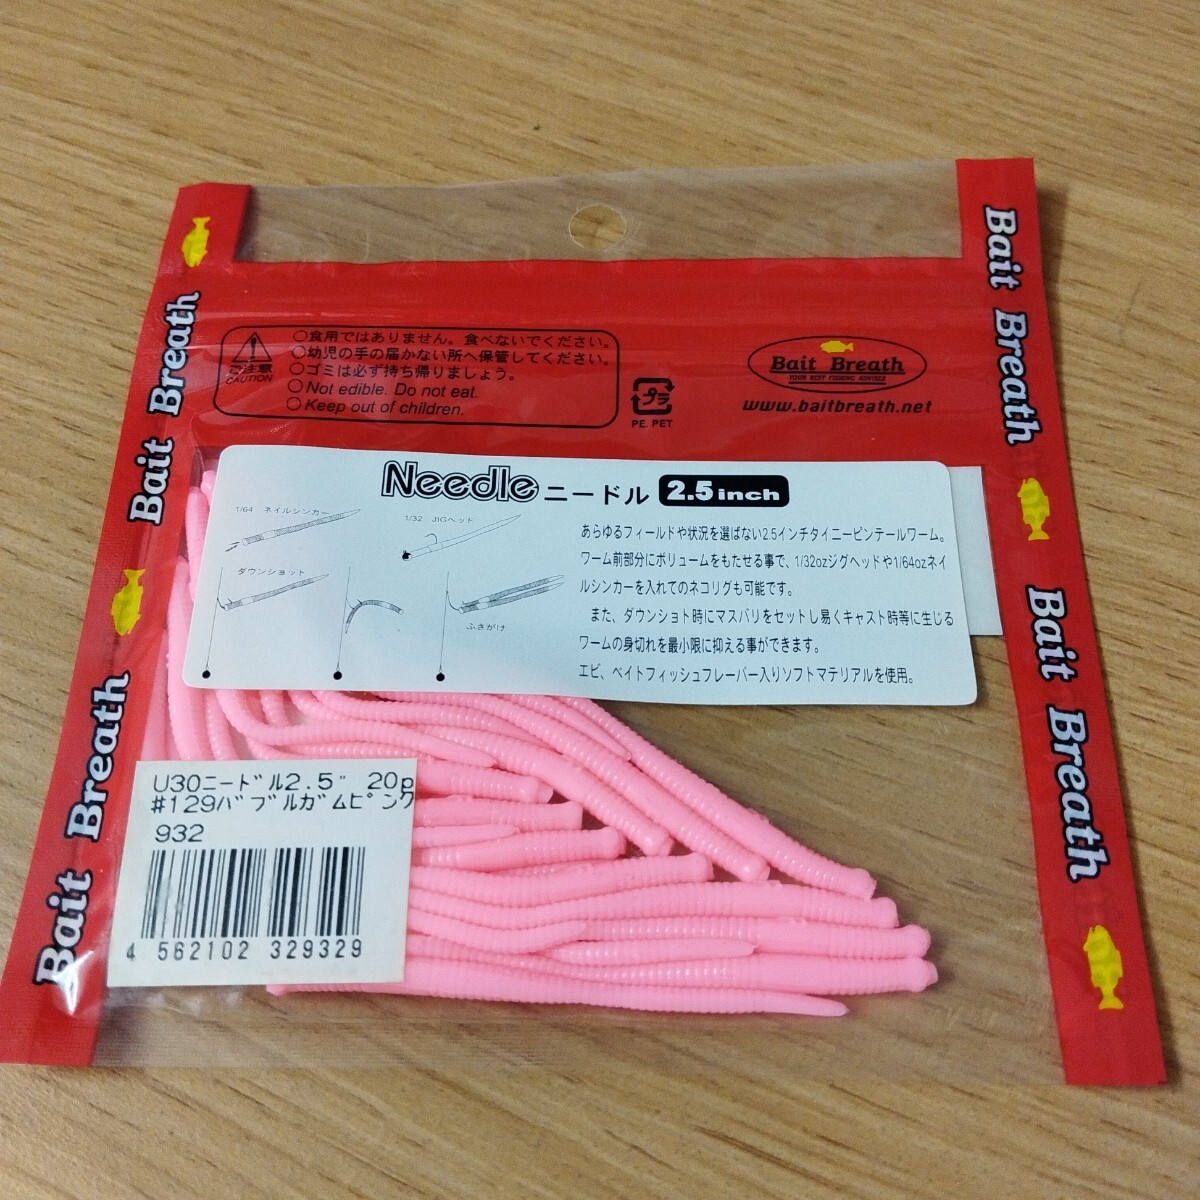 Bait Breath
Bait Breath
Bait Breath
Bait Breath
ご注意
CAUTION
○食用ではありません。食べないでください。
○幼児の手の届かない所へ保管してください。
○ゴミは必ず持ち帰りましょう。
○Not edible. Do not eat.
○Keep out of children.
プラ
PE. PET
Bait Breath
YOUR BEST FISHING ADVISER
www.baitbreath.net
Needle ニードル 2.5inch
1/64 ネイルシンカー
1/32 JIGヘッド
ダウンショット
ふきがけ
あらゆるフィールドや状況を選ばない2.5インチタイニーピンテールワーム。
ワーム前部分にボリュームをもたせる事で、1/32ozジグヘッドや1/64ozネイ
ルシンカーを入れてのネコリグも可能です。
また、ダウンショト時にマスバリをセットし易くキャスト時等に生じる
ワームの身切れを最小限に抑える事ができます。
エビ、ベイトフィッシュフレーバー入りソフトマテリアルを使用。
U30ニードル2.5" 20p
#129バブルガムピンク
932
4 562102 329329